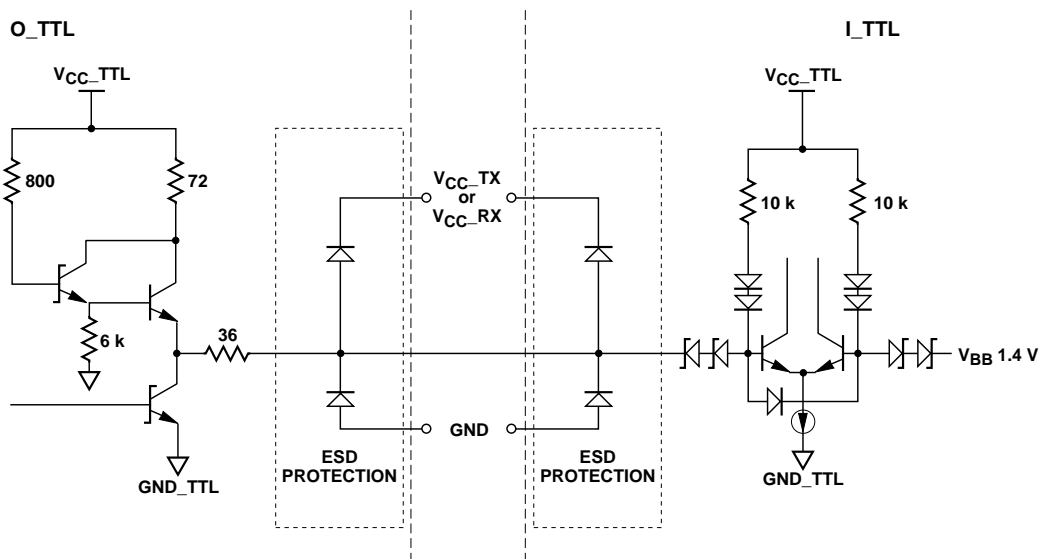 O_TTL
I_TTL
VCC_TTL
VCC_TTL
800
72
VCC_TX
or
VCC_RX
10 k
10 k
6 k
36
VBB 1.4 V
GND
ESD
PROTECTION
ESD
PROTECTION
GND_TTL
GND_TTL